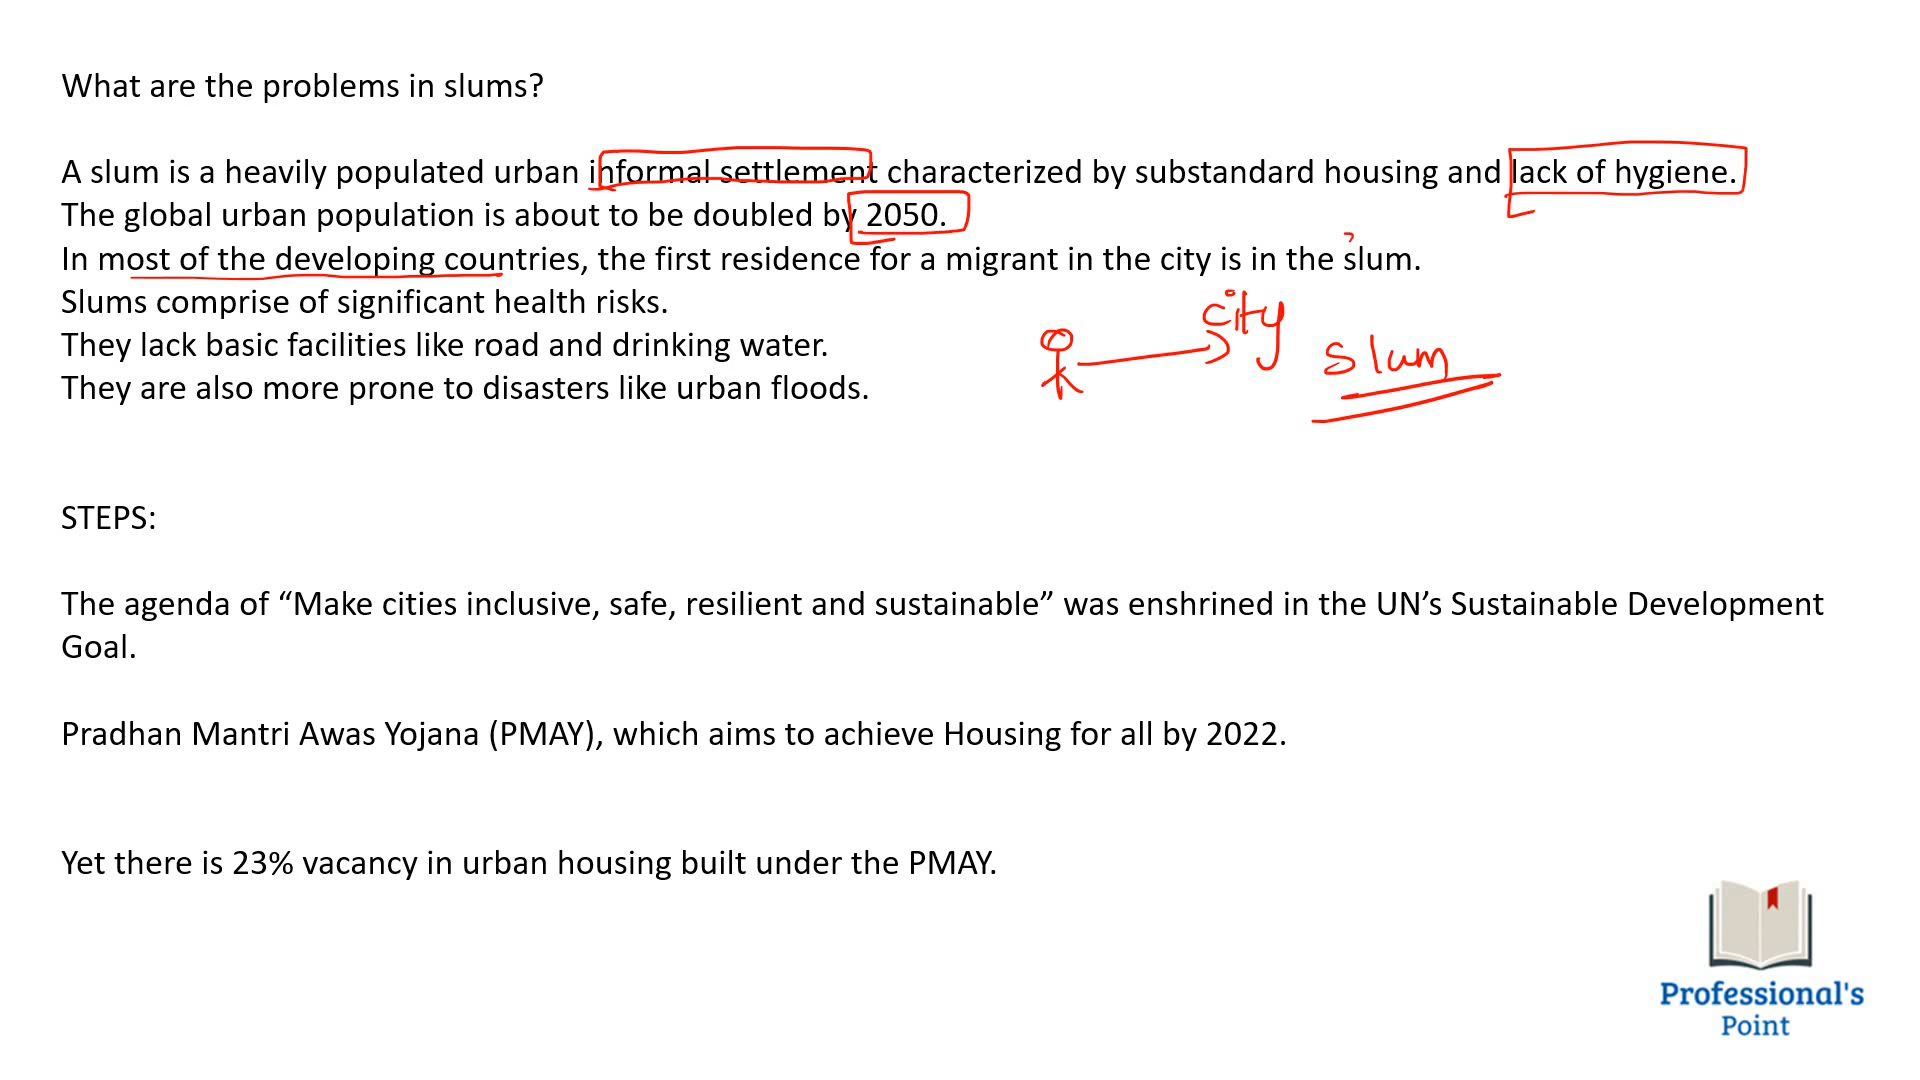 What are the problems in slums?
A slum is a heavily populated urban informal settlement characterized by substandard housing and lack of hygiene.
The global urban population is about to be doubled by 2050.
In most of the developing countries, the first residence for a migrant in the city is in the slum.
Slums comprise of significant health risks.
They lack basic facilities like road and drinking water.
They are also more prone to disasters like urban floods.
city
slum
STEPS:
The agenda of “Make cities inclusive, safe, resilient and sustainable” was enshrined in the UN’s Sustainable Development
Goal.
Pradhan Mantri Awas Yojana (PMAY), which aims to achieve Housing for all by 2022.
Yet there is 23% vacancy in urban housing built under the PMAY.
Professional's
Point